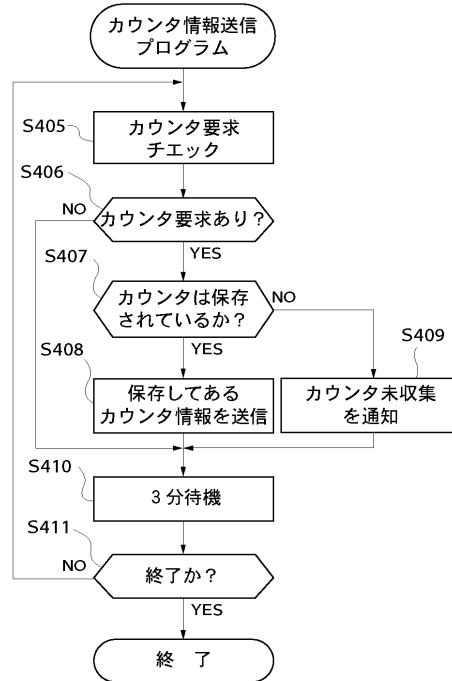 カウンタ情報送信
プログラム
S405
カウンタ要求
チエック
S406
NO
カウンタ要求あり？
YES
S407
カウンタは保存
されているか？
NO
YES
S408
保存してある
カウンタ情報を送信
S409
カウンタ未収集
を通知
S410
3分待機
S411
NO
終了か？
YES
終 了